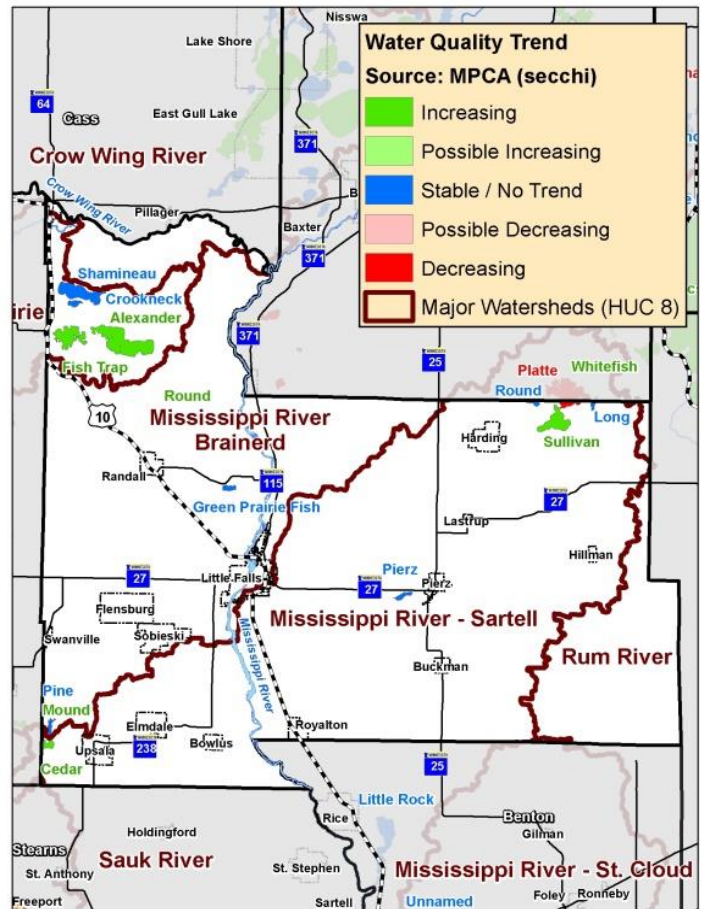 Nisswa
Lake Shore
Water Quality Trend
Source: MPCA (secchi)
Increasing
Possible Increasing
Stable / No Trend
Possible Decreasing
Decreasing
Major Watersheds (HUC 8)
64
Cass
East Gull Lake
371
Crow Wing River
Crow Wing River
Pillager
Baxter
371
Shamineau
Crookneck
Alexander
Fish Trap
371
25
Platte
Whitefish
Round
Long
Sullivan
Round
10
Mississippi River
Brainerd
Harding
Randall
115
27
Green Prairie Fish
Lastrup
Hillman
27
Little Falls
Pierz
27
Pierz
Flensburg
Sobieski
Swanville
Mississippi River
Mississippi River - Sartell
Rum River
Buckman
Pine
Mound
Elmdale
Royalton
Cedar
Upsala
238
Bowlus
25
Little Rock
Rice
Benton
Holdingford
Gilman
Stearns
Sauk River
St. Anthony
St. Stephen
Mississippi River - St. Cloud
Freeport
Sartell
Unnamed
Foley
Ronneby